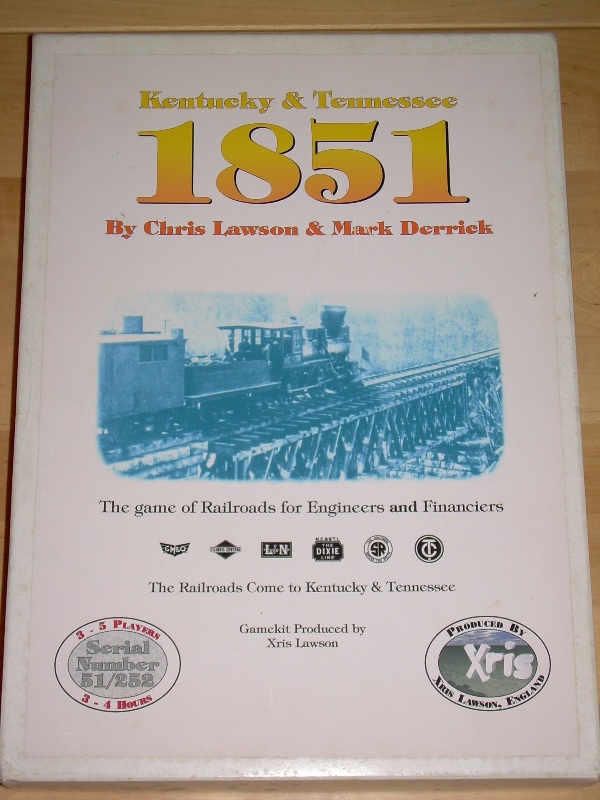 Kentucky & Tennessee
1851
By Chris Lawson & Mark Derrick
The game of Railroads for Engineers and Financiers
GM&O
L&N
THE
DIXIE
LINE
SR
The Railroads Come to Kentucky & Tennessee
Gamekit Produced by
Xris Lawson
3 - 5 Players
Serial
Number
51/252
3 - 4 Hours
Produced By
Xris
Xris Lawson, England